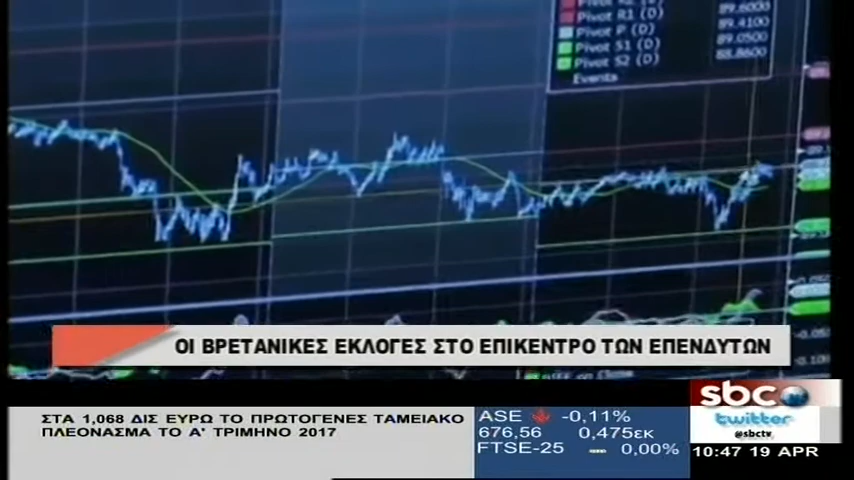 Pivot R1 (D)
Pivot P (D)
Pivot S1 (D)
Pivot S2 (D)
Events
89.6000
89.4100
89.0500
88.8600
ΟΙ ΒΡΕΤΑΝΙΚΕΣ ΕΚΛΟΓΕΣ ΣΤΟ ΕΠΙΚΕΝΤΡΟ ΤΩΝ ΕΠΕΝΔΥΤΩΝ
sbc
twitter
@sbctv
ΣΤΑ 1,068 ΔΙΣ ΕΥΡΩ ΤΟ ΠΡΩΤΟΓΕΝΕΣ ΤΑΜΕΙΑΚΟ
ΠΛΕΟΝΑΣΜΑ ΤΟ Α' ΤΡΙΜΗΝΟ 2017
ASE -0,11%
676,56 0,475εκ
FTSE-25 0,00%
10:47 19 APR